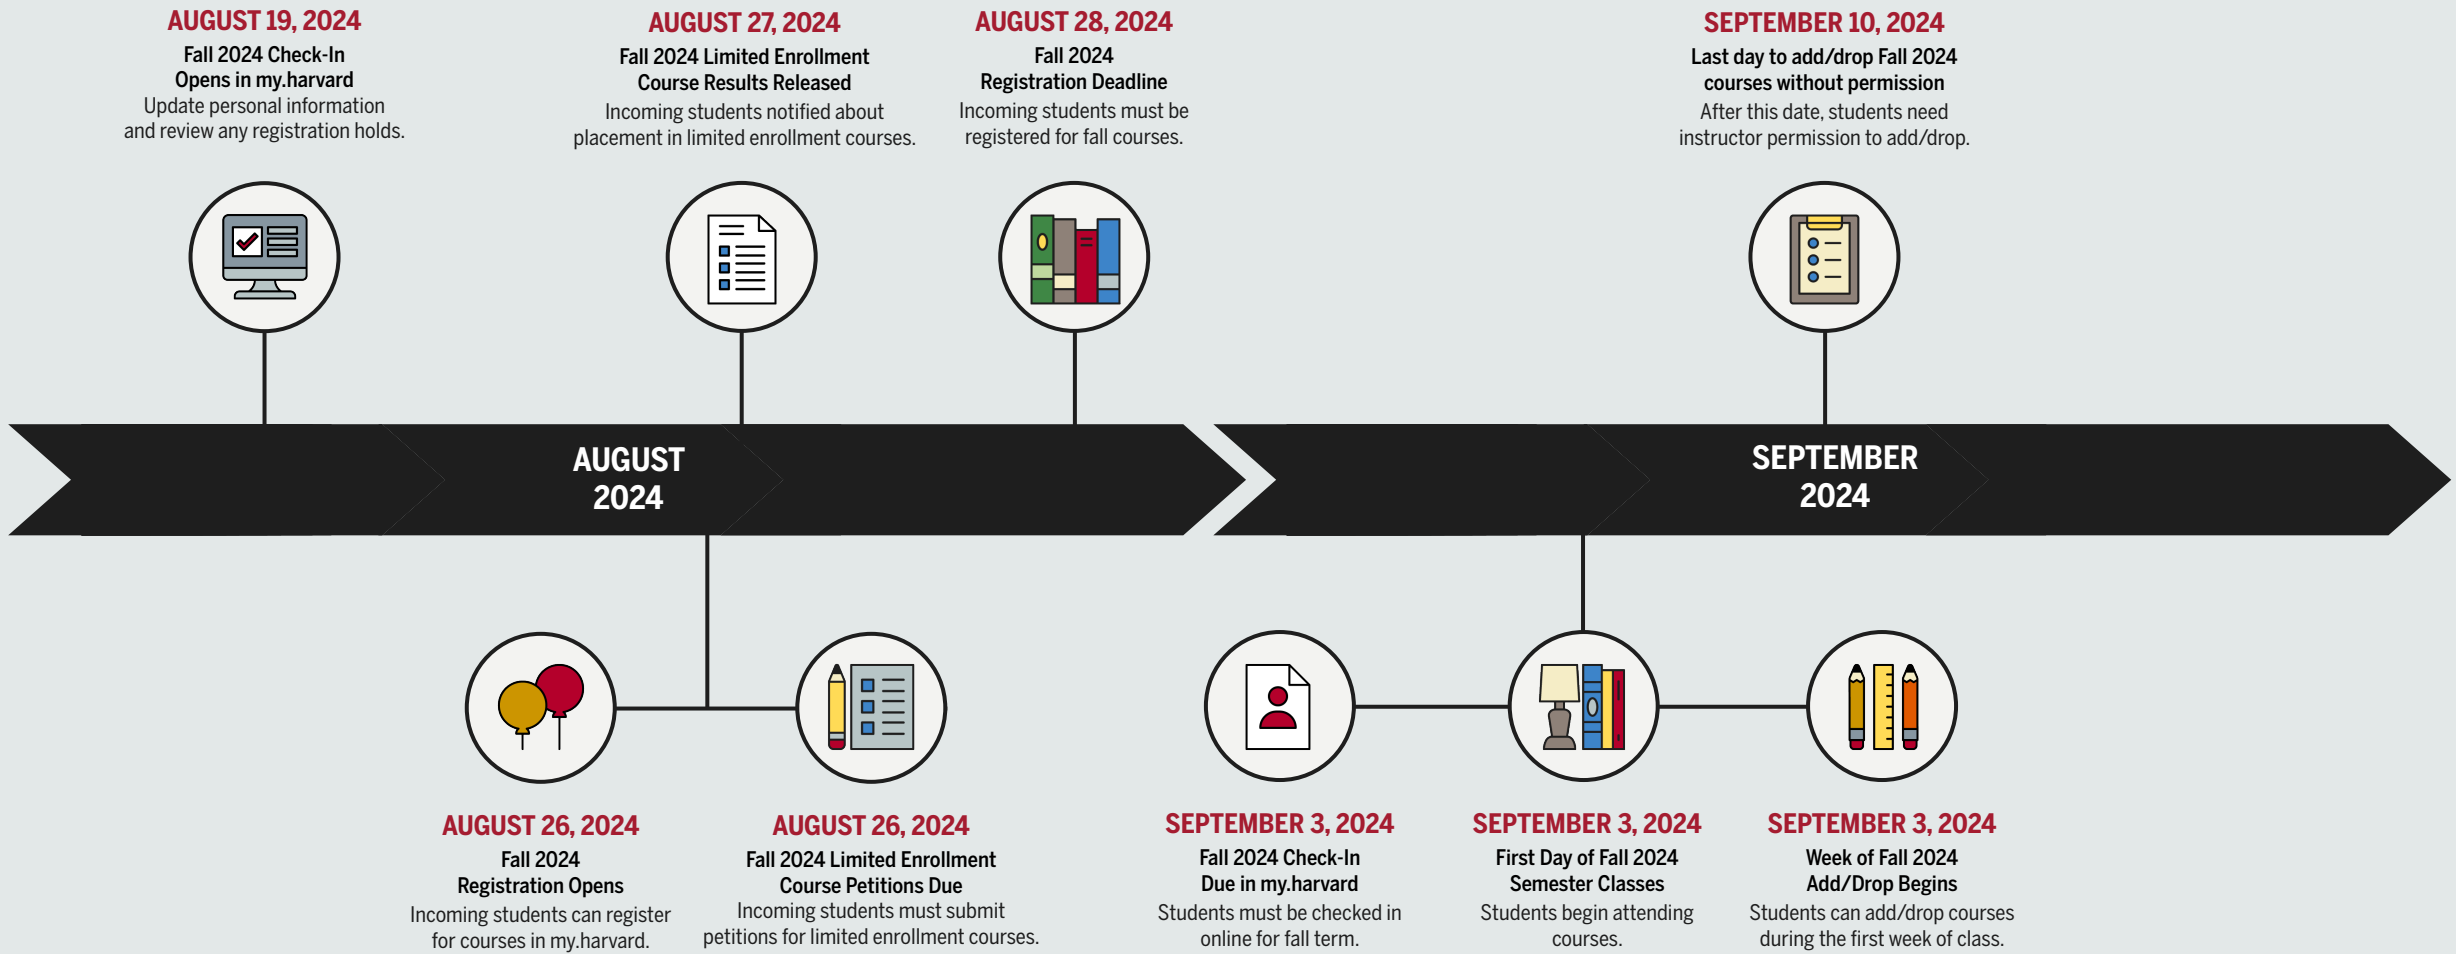 AUGUST 19, 2024
Fall 2024 Check-In
Opens in my.harvard
Update personal information
and review any registration holds.
AUGUST 27, 2024
Fall 2024 Limited Enrollment
Course Results Released
Incoming students notified about
placement in limited enrollment courses.
AUGUST 28, 2024
Fall 2024
Registration Deadline
Incoming students must be
registered for fall courses.
SEPTEMBER 10, 2024
Last day to add/drop Fall 2024
courses without permission
After this date, students need
instructor permission to add/drop.
AUGUST
2024
SEPTEMBER
2024
AUGUST 26, 2024
Fall 2024
Registration Opens
Incoming students can register
for courses in my.harvard.
AUGUST 26, 2024
Fall 2024 Limited Enrollment
Course Petitions Due
Incoming students must submit
petitions for limited enrollment courses.
SEPTEMBER 3, 2024
Fall 2024 Check-In
Due in my.harvard
Students must be checked in
online for fall term.
SEPTEMBER 3, 2024
First Day of Fall 2024
Semester Classes
Students begin attending
courses.
SEPTEMBER 3, 2024
Week of Fall 2024
Add/Drop Begins
Students can add/drop courses
during the first week of class.